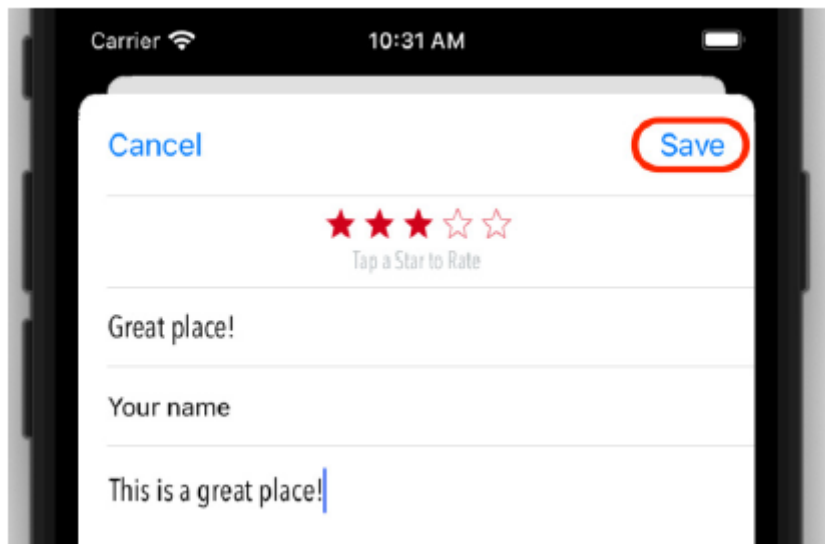 Carrier 10:31 AM
Cancel Save
Tap a Star to Rate
Great place!
Your name
This is a great place!